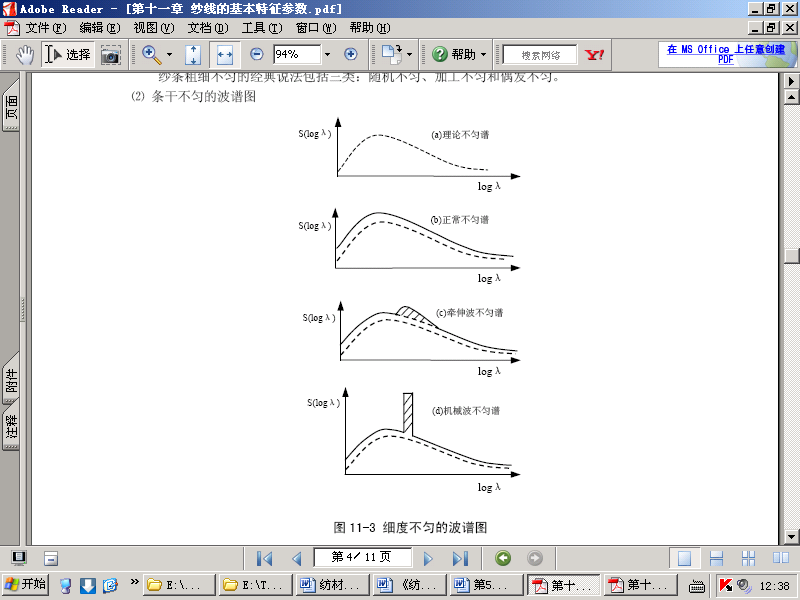 Adobe Reader - [第十一章 纱线的基本特征参数.pdf]
文件(F) 编辑(E) 视图(V) 文档(D) 工具(T) 窗口(W) 帮助(H)
选择 94% 帮助 搜索网络 Y!
在 MS Office 上任意创建 PDF
页面
附件
注释
纱条粗细不匀的经典说法包括三类：随机不匀、加工不匀和偶发不匀。
⑵ 条干不匀的波谱图
S(log λ)
(a)理论不匀谱
log λ
S(log λ)
(b)正常不匀谱
log λ
S(log λ)
(c)牵伸波不匀谱
log λ
S(log λ)
(d)机械波不匀谱
log λ
图 11-3 细度不匀的波谱图
第 4 / 11 页
开始 » E:\... E:\T... 纺材... 《纺... 第5... 第十... 第十... 12:38